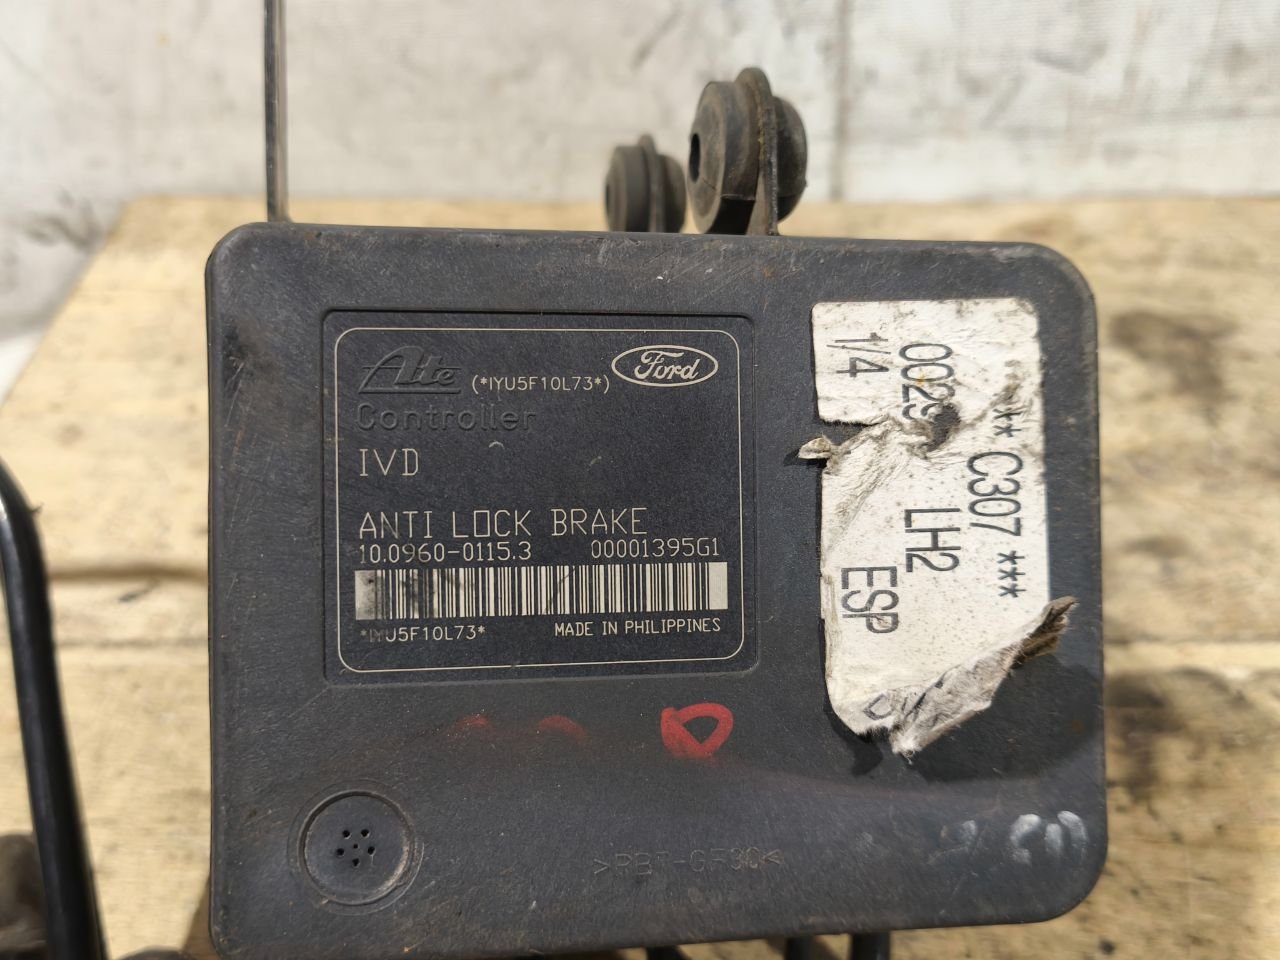 Ate
(*IYU5F10L73*)
Ford
Controller
IVD
ANTI LOCK BRAKE
10.0960-0115.3 00001395G1
*IYU5F10L73* MADE IN PHILIPPINES
** C307 ***
0029
LH2
1/4
ESP
>PBT-GF30<